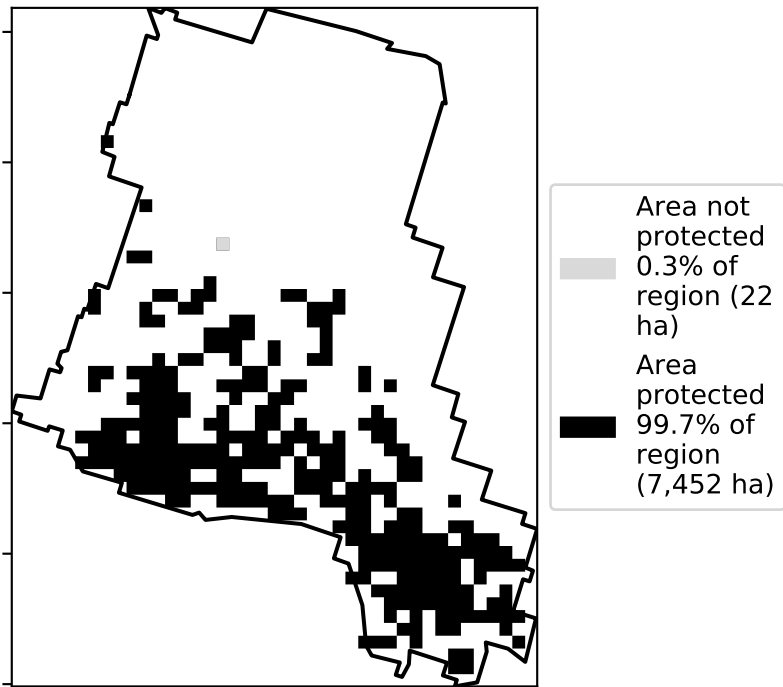 Area not
protected
0.3% of
region (22
ha)
Area
protected
99.7% of
region
(7,452 ha)